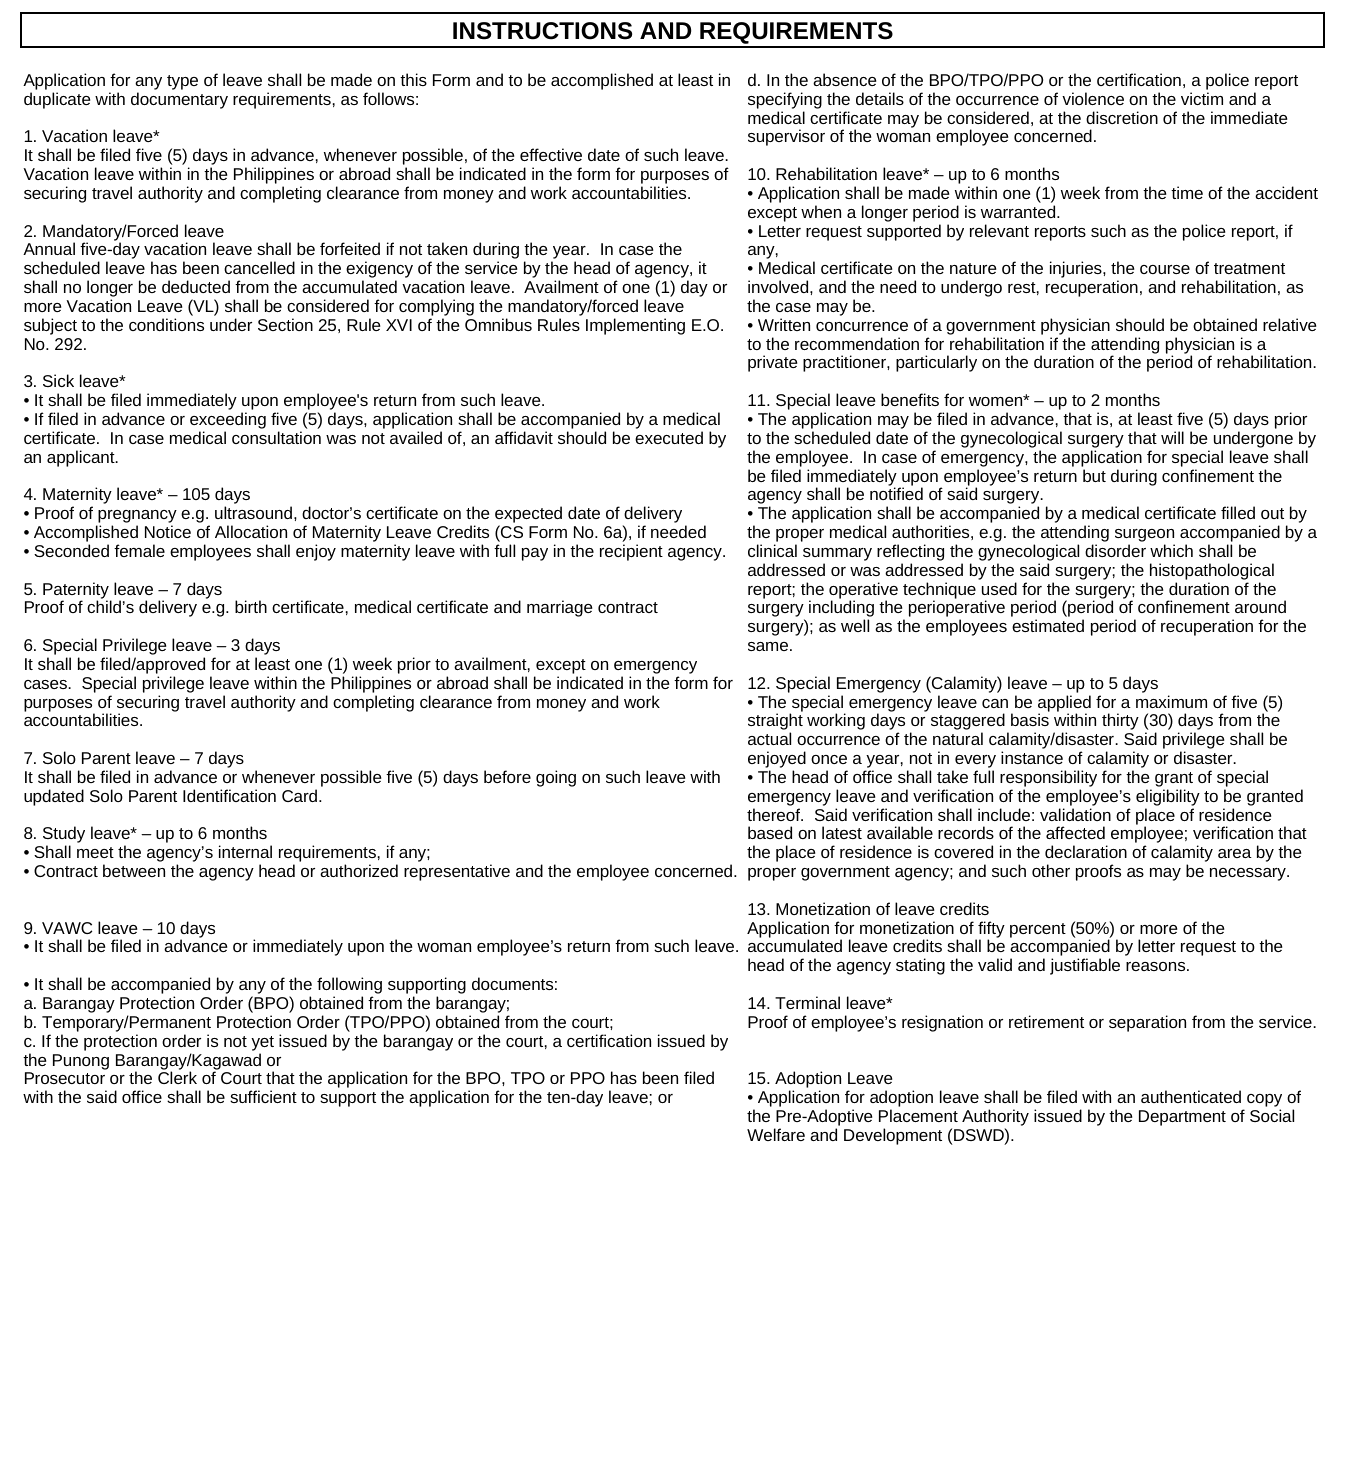 INSTRUCTIONS AND REQUIREMENTS
Application for any type of leave shall be made on this Form and to be accomplished at least in
duplicate with documentary requirements, as follows:
1. Vacation leave*
It shall be filed five (5) days in advance, whenever possible, of the effective date of such leave.
Vacation leave within in the Philippines or abroad shall be indicated in the form for purposes of
securing travel authority and completing clearance from money and work accountabilities.
2. Mandatory/Forced leave
Annual five-day vacation leave shall be forfeited if not taken during the year.  In case the
scheduled leave has been cancelled in the exigency of the service by the head of agency, it
shall no longer be deducted from the accumulated vacation leave.  Availment of one (1) day or
more Vacation Leave (VL) shall be considered for complying the mandatory/forced leave
subject to the conditions under Section 25, Rule XVI of the Omnibus Rules Implementing E.O.
No. 292.
3. Sick leave*
• It shall be filed immediately upon employee's return from such leave.
• If filed in advance or exceeding five (5) days, application shall be accompanied by a medical
certificate.  In case medical consultation was not availed of, an affidavit should be executed by
an applicant.
4. Maternity leave* – 105 days
• Proof of pregnancy e.g. ultrasound, doctor’s certificate on the expected date of delivery
• Accomplished Notice of Allocation of Maternity Leave Credits (CS Form No. 6a), if needed
• Seconded female employees shall enjoy maternity leave with full pay in the recipient agency.
5. Paternity leave – 7 days
Proof of child’s delivery e.g. birth certificate, medical certificate and marriage contract
6. Special Privilege leave – 3 days
It shall be filed/approved for at least one (1) week prior to availment, except on emergency
cases.  Special privilege leave within the Philippines or abroad shall be indicated in the form for
purposes of securing travel authority and completing clearance from money and work
accountabilities.
7. Solo Parent leave – 7 days
It shall be filed in advance or whenever possible five (5) days before going on such leave with
updated Solo Parent Identification Card.
8. Study leave* – up to 6 months
• Shall meet the agency’s internal requirements, if any;
• Contract between the agency head or authorized representative and the employee concerned.
9. VAWC leave – 10 days
• It shall be filed in advance or immediately upon the woman employee’s return from such leave.
• It shall be accompanied by any of the following supporting documents:
a. Barangay Protection Order (BPO) obtained from the barangay;
b. Temporary/Permanent Protection Order (TPO/PPO) obtained from the court;
c. If the protection order is not yet issued by the barangay or the court, a certification issued by
the Punong Barangay/Kagawad or
Prosecutor or the Clerk of Court that the application for the BPO, TPO or PPO has been filed
with the said office shall be sufficient to support the application for the ten-day leave; or
d. In the absence of the BPO/TPO/PPO or the certification, a police report
specifying the details of the occurrence of violence on the victim and a
medical certificate may be considered, at the discretion of the immediate
supervisor of the woman employee concerned.
10. Rehabilitation leave* – up to 6 months
• Application shall be made within one (1) week from the time of the accident
except when a longer period is warranted.
• Letter request supported by relevant reports such as the police report, if
any,
• Medical certificate on the nature of the injuries, the course of treatment
involved, and the need to undergo rest, recuperation, and rehabilitation, as
the case may be.
• Written concurrence of a government physician should be obtained relative
to the recommendation for rehabilitation if the attending physician is a
private practitioner, particularly on the duration of the period of rehabilitation.
11. Special leave benefits for women* – up to 2 months
• The application may be filed in advance, that is, at least five (5) days prior
to the scheduled date of the gynecological surgery that will be undergone by
the employee.  In case of emergency, the application for special leave shall
be filed immediately upon employee’s return but during confinement the
agency shall be notified of said surgery.
• The application shall be accompanied by a medical certificate filled out by
the proper medical authorities, e.g. the attending surgeon accompanied by a
clinical summary reflecting the gynecological disorder which shall be
addressed or was addressed by the said surgery; the histopathological
report; the operative technique used for the surgery; the duration of the
surgery including the perioperative period (period of confinement around
surgery); as well as the employees estimated period of recuperation for the
same.
12. Special Emergency (Calamity) leave – up to 5 days
• The special emergency leave can be applied for a maximum of five (5)
straight working days or staggered basis within thirty (30) days from the
actual occurrence of the natural calamity/disaster. Said privilege shall be
enjoyed once a year, not in every instance of calamity or disaster.
• The head of office shall take full responsibility for the grant of special
emergency leave and verification of the employee’s eligibility to be granted
thereof.  Said verification shall include: validation of place of residence
based on latest available records of the affected employee; verification that
the place of residence is covered in the declaration of calamity area by the
proper government agency; and such other proofs as may be necessary.
13. Monetization of leave credits
Application for monetization of fifty percent (50%) or more of the
accumulated leave credits shall be accompanied by letter request to the
head of the agency stating the valid and justifiable reasons.
14. Terminal leave*
Proof of employee’s resignation or retirement or separation from the service.
15. Adoption Leave
• Application for adoption leave shall be filed with an authenticated copy of
the Pre-Adoptive Placement Authority issued by the Department of Social
Welfare and Development (DSWD).